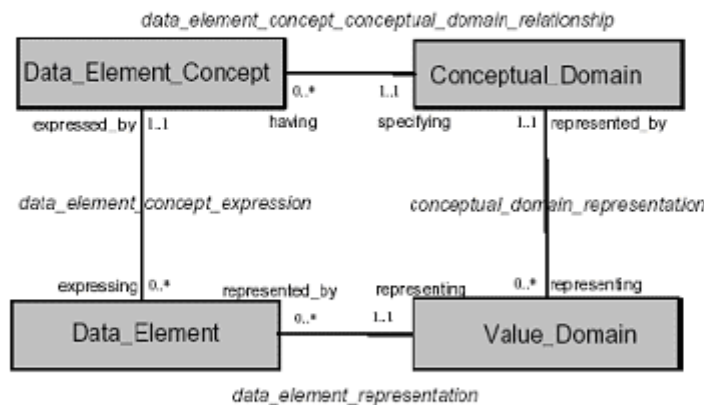 data_element_concept_conceptual_domain_relationship
Data_Element_Concept
Conceptual_Domain
0..*
1..1
expressed_by
1..1
having
specifying
1..1
represented_by
data_element_concept_expression
conceptual_domain_representation
expressing
0..*
represented_by
representing
0..*
representing
Data_Element
0..*
1..1
Value_Domain
data_element_representation